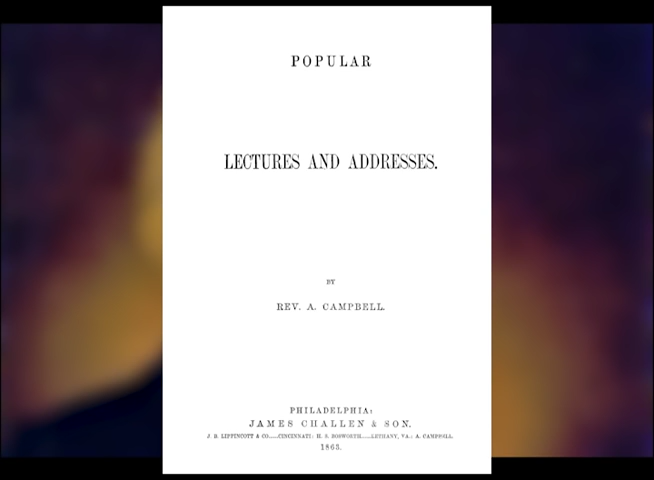 POPULAR
LECTURES AND ADDRESSES.
BY
REV. A. CAMPBELL.
PHILADELPHIA:
JAMES CHALLEN & SON.
J. B. LIPPINCOTT & CO.....CINCINNATI: H. S. BOSWORTH.....BETHANY, VA.: A. CAMPBELL.
1863.